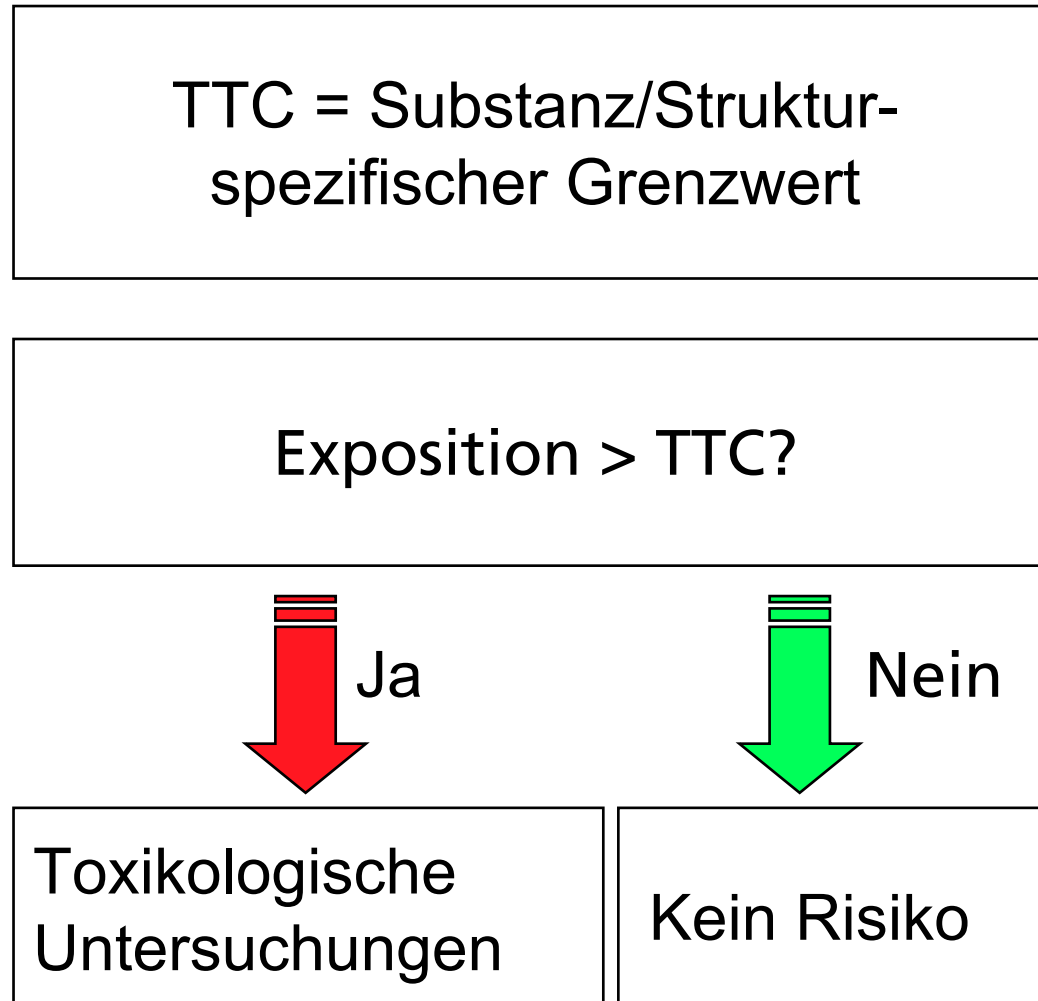 TTC = Substanz/Struktur-
spezifischer Grenzwert
Exposition > TTC?
Ja
Nein
Toxikologische
Untersuchungen
Kein Risiko